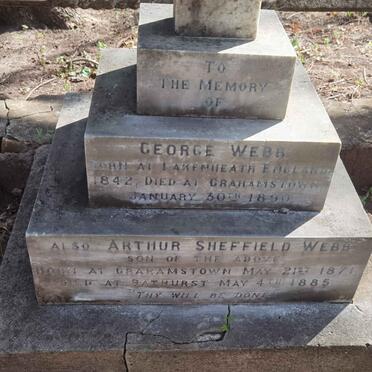 TO
THE MEMORY
OF
GEORGE WEBB
BORN AT LAKENHEATH ENGLAND
1842, DIED AT GRAHAMSTOWN
JANUARY 30TH 1890
ALSO ARTHUR SHEFFIELD WEBB
SON OF THE ABOVE
BORN AT GRAHAMSTOWN MAY 21ST 1871
DIED AT BATHURST MAY 4TH 1885
THY WILL BE DONE